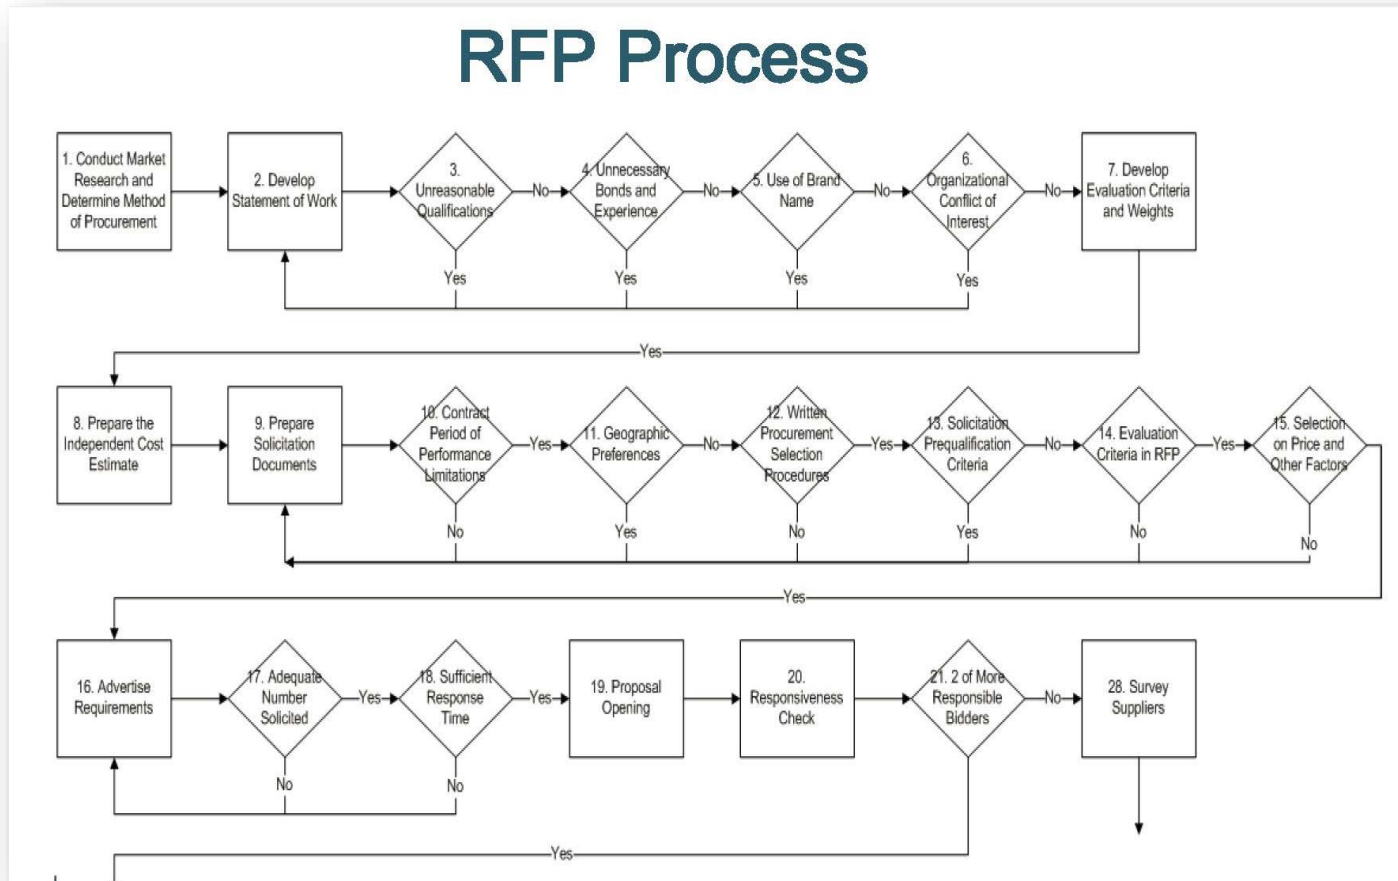 RFP Process
1. Conduct Market
Research and
Determine Method
of Procurement
2. Develop
Statement of Work
3.
Unreasonable
Qualifications
No
4. Unnecessary
Bonds and
Experience
No
5. Use of Brand
Name
No
6.
Organizational
Conflict of
Interest
No
7. Develop
Evaluation Criteria
and Weights
Yes
Yes
Yes
Yes
Yes
8. Prepare the
Independent Cost
Estimate
9. Prepare
Solicitation
Documents
10. Contract
Period of
Performance
Limitations
Yes
11. Geographic
Preferences
No
12. Written
Procurement
Selection
Procedures
Yes
13. Solicitation
Prequalification
Criteria
No
14. Evaluation
Criteria in RFP
Yes
15. Selection
on Price and
Other Factors
No
Yes
No
Yes
No
No
Yes
16. Advertise
Requirements
17. Adequate
Number
Solicited
Yes
18. Sufficient
Response
Time
Yes
19. Proposal
Opening
20.
Responsiveness
Check
21. 2 of More
Responsible
Bidders
No
28. Survey
Suppliers
No
No
Yes